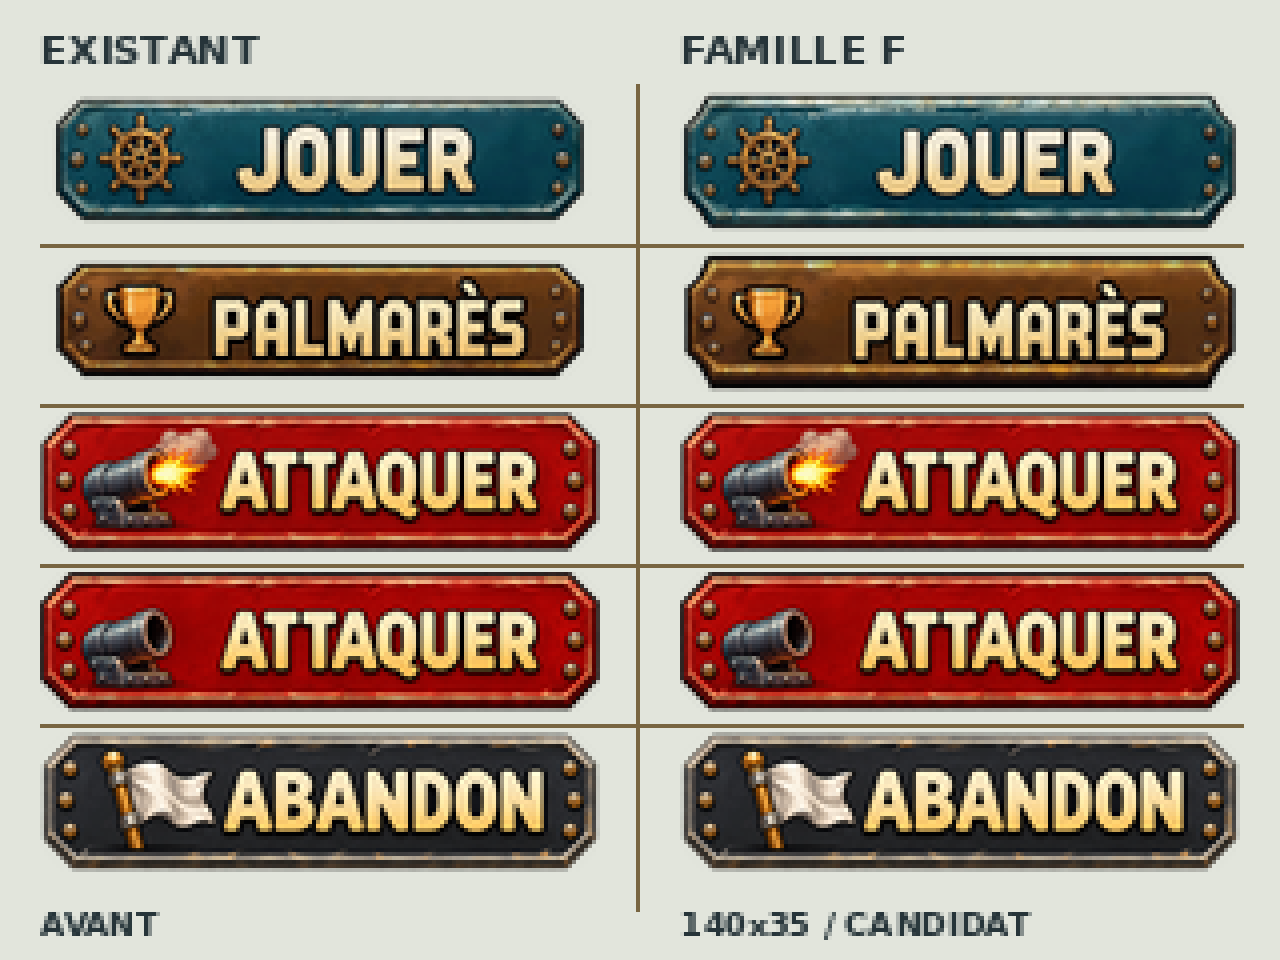 EXISTANT
FAMILLE F
JOUER
JOUER
PALMARÈS
PALMARÈS
ATTAQUER
ATTAQUER
ATTAQUER
ATTAQUER
ABANDON
ABANDON
AVANT
140x35 / CANDIDAT